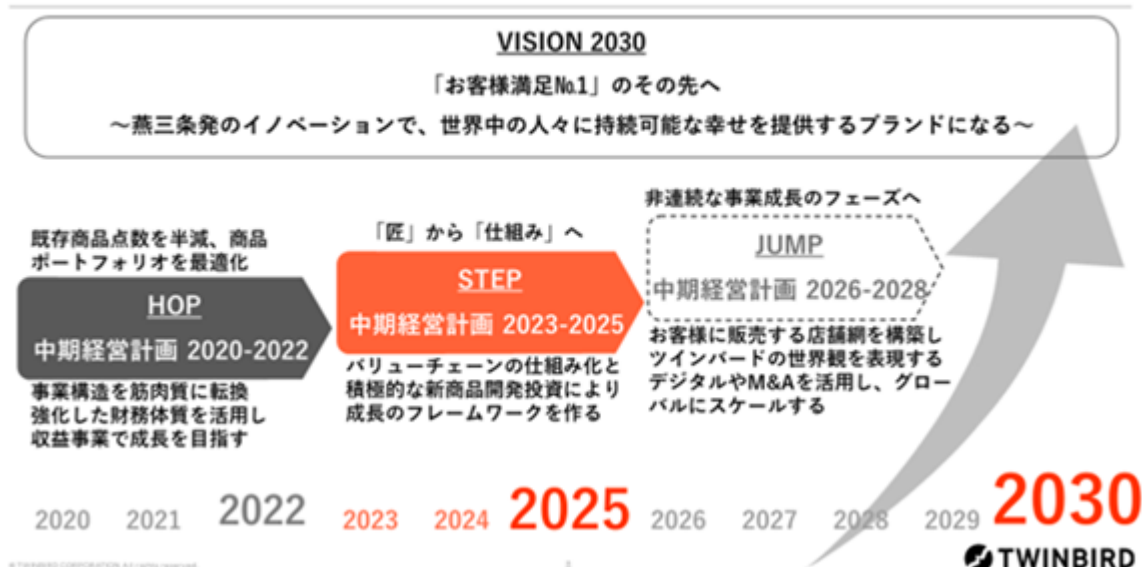 VISION 2030
「お客様満足№1」のその先へ
～燕三条発のイノベーションで、世界中の人々に持続可能な幸せを提供するブランドになる～
既存商品点数を半減、商品
ポートフォリオを最適化
HOP
中期経営計画 2020-2022
事業構造を筋肉質に転換
強化した財務体質を活用し
収益事業で成長を目指す
「匠」から「仕組み」へ
STEP
中期経営計画 2023-2025
バリューチェーンの仕組み化と
積極的な新商品開発投資により
成長のフレームワークを作る
非連続な事業成長のフェーズへ
JUMP
中期経営計画 2026-2028
お客様に販売する店舗網を構築し
ツインバードの世界観を表現する
デジタルやM&Aを活用し、グロー
バルにスケールする
2020 2021 2022 2023 2024 2025 2026 2027 2028 2029 2030
© TWINBIRD CORPORATION All rights reserved.
TWINBIRD